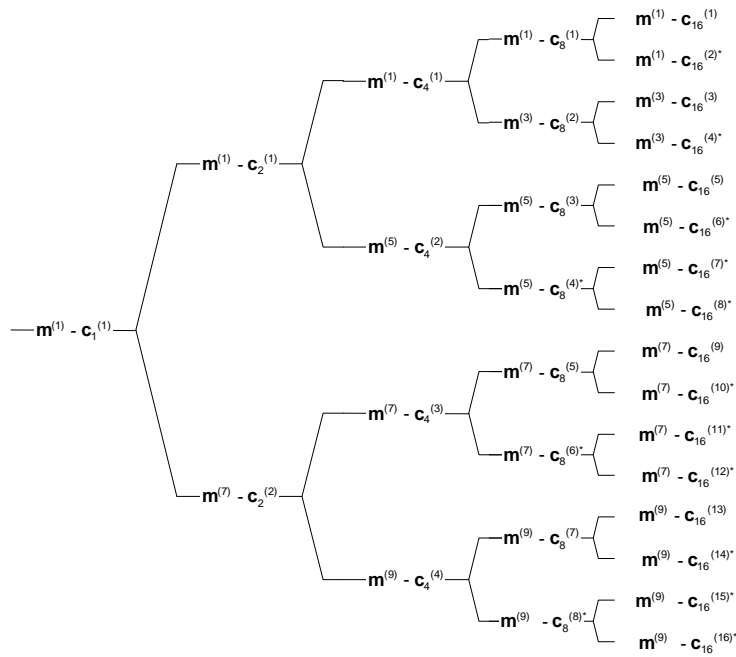 m(1) - c16(1)
m(1) - c8(1)
m(1) - c16(2)*
m(1) - c4(1)
m(3) - c16(3)
m(3) - c8(2)
m(3) - c16(4)*
m(1) - c2(1)
m(5) - c16(5)
m(5) - c8(3)
m(5) - c16(6)*
m(5) - c4(2)
m(5) - c16(7)*
m(5) - c8(4)*
m(5) - c16(8)*
m(1) - c1(1)
m(7) - c16(9)
m(7) - c8(5)
m(7) - c16(10)*
m(7) - c4(3)
m(7) - c16(11)*
m(7) - c8(6)*
m(7) - c16(12)*
m(7) - c2(2)
m(9) - c16(13)
m(9) - c8(7)
m(9) - c16(14)*
m(9) - c4(4)
m(9) - c16(15)*
m(9) - c8(8)*
m(9) - c16(16)*